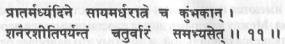 प्रातर्मध्यंदिने सायमर्धरात्रे च कुंभकान् ।
शनैरशीतिपर्यन्तं चतुर्वारं समभ्यसेत् ।। ११ ।।